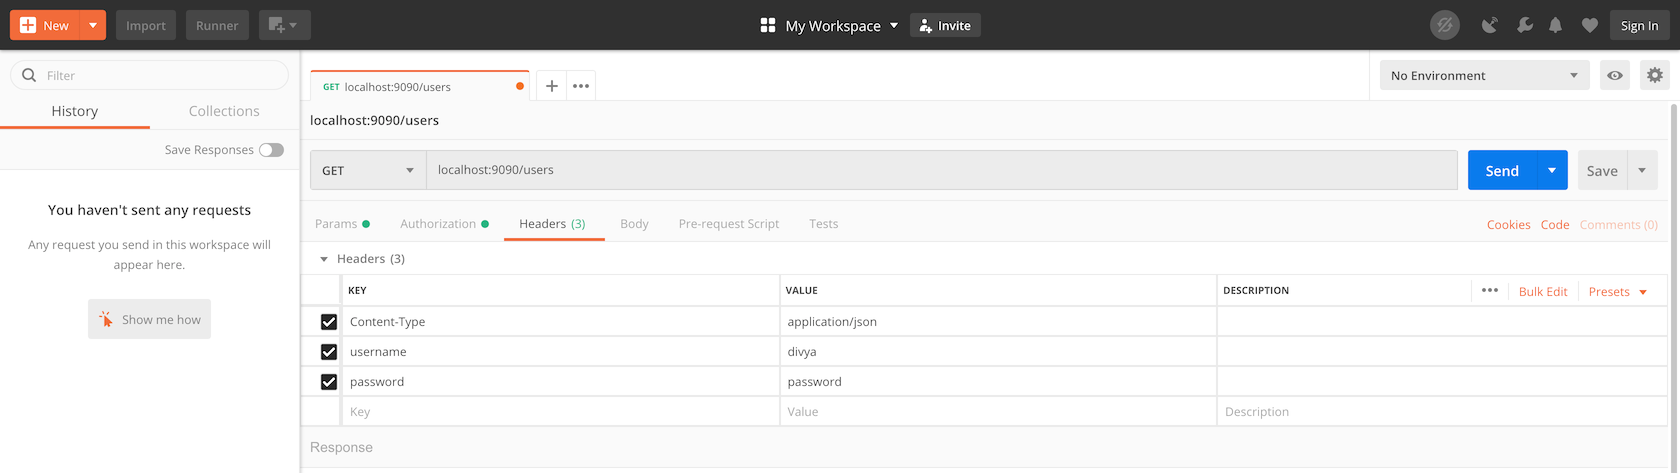 New Import Runner My Workspace Invite Sign In
Filter
History Collections
Save Responses
You haven't sent any requests
Any request you send in this workspace will
appear here.
Show me how
GET localhost:9090/users
No Environment
localhost:9090/users
GET localhost:9090/users Send Save
Params Authorization Headers (3) Body Pre-request Script Tests Cookies Code Comments (0)
Headers (3)
KEY VALUE DESCRIPTION Bulk Edit Presets
Content-Type application/json
username divya
password password
Key Value Description
Response